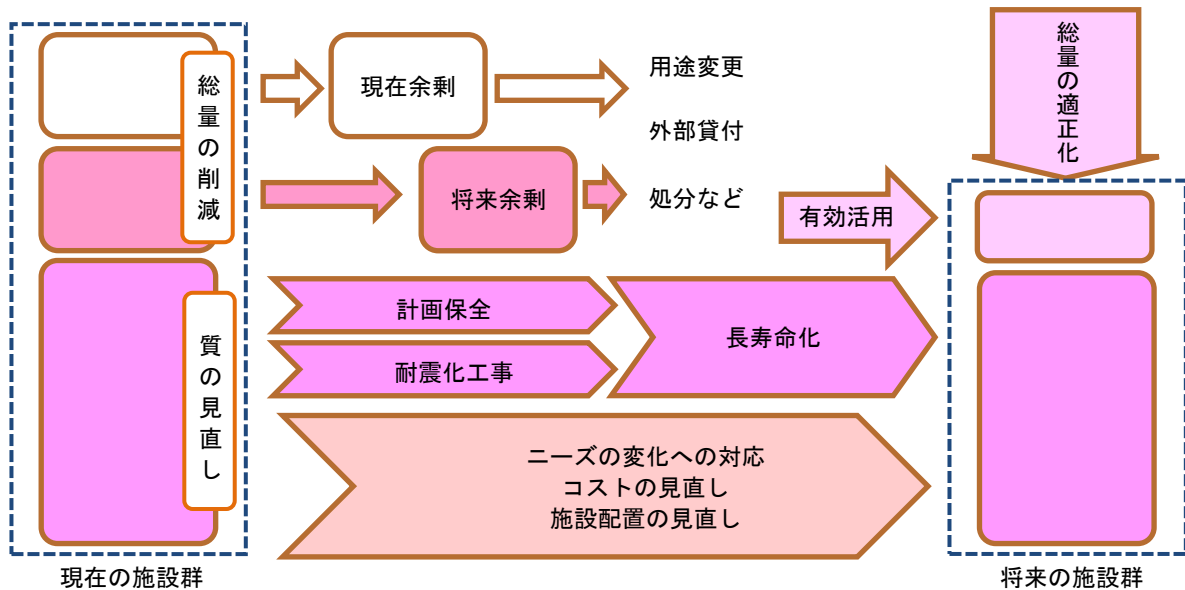 総量の削減
質の見直し
現在の施設群
現在余剰
将来余剰
用途変更
外部貸付
処分など
有効活用
計画保全
耐震化工事
長寿命化
ニーズの変化への対応
コストの見直し
施設配置の見直し
総量の適正化
将来の施設群